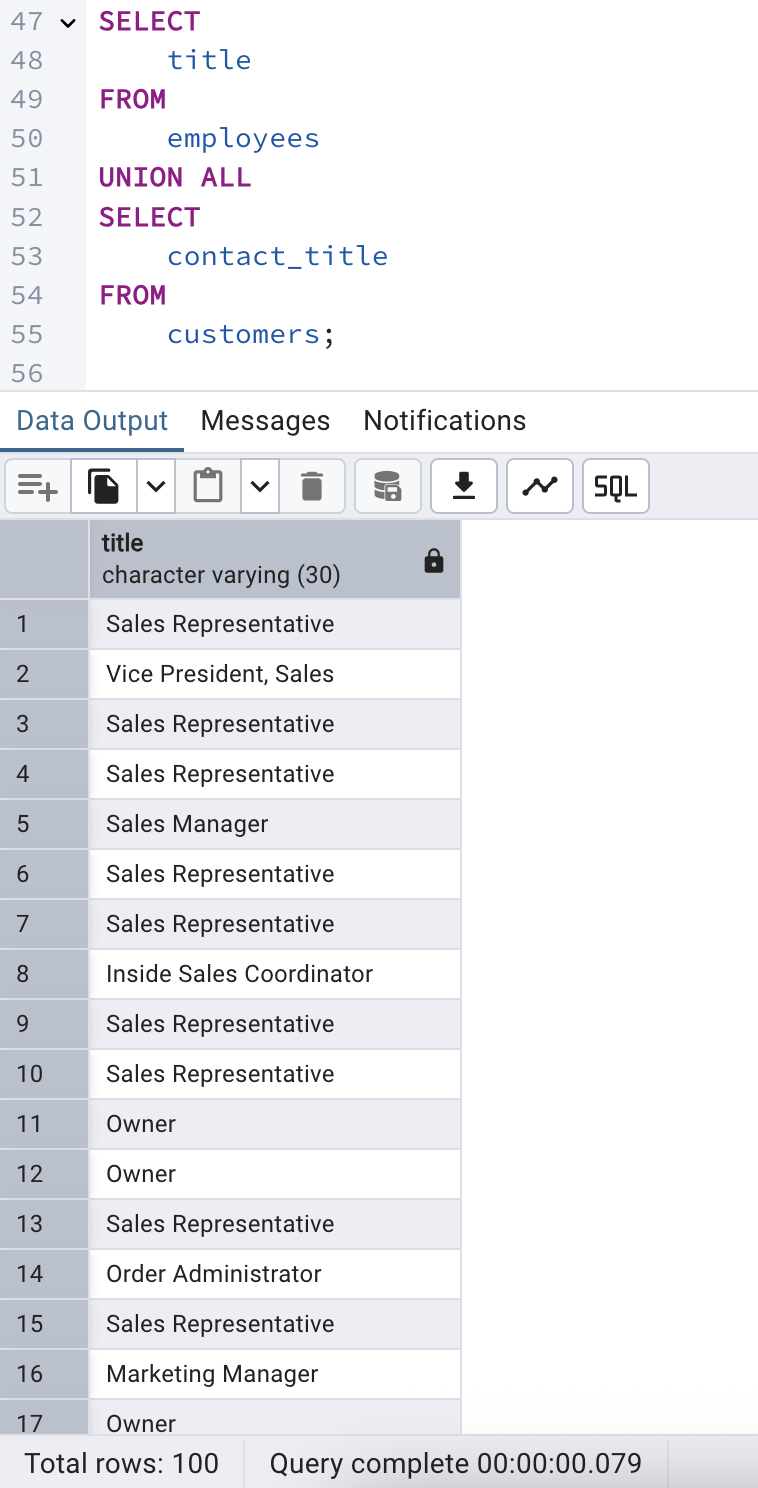 47 SELECT
48 title
49 FROM
50 employees
51 UNION ALL
52 SELECT
53 contact_title
54 FROM
55 customers;
56
Data Output Messages Notifications
SQL
title
character varying (30)
1 Sales Representative
2 Vice President, Sales
3 Sales Representative
4 Sales Representative
5 Sales Manager
6 Sales Representative
7 Sales Representative
8 Inside Sales Coordinator
9 Sales Representative
10 Sales Representative
11 Owner
12 Owner
13 Sales Representative
14 Order Administrator
15 Sales Representative
16 Marketing Manager
17 Owner
Total rows: 100 Query complete 00:00:00.079